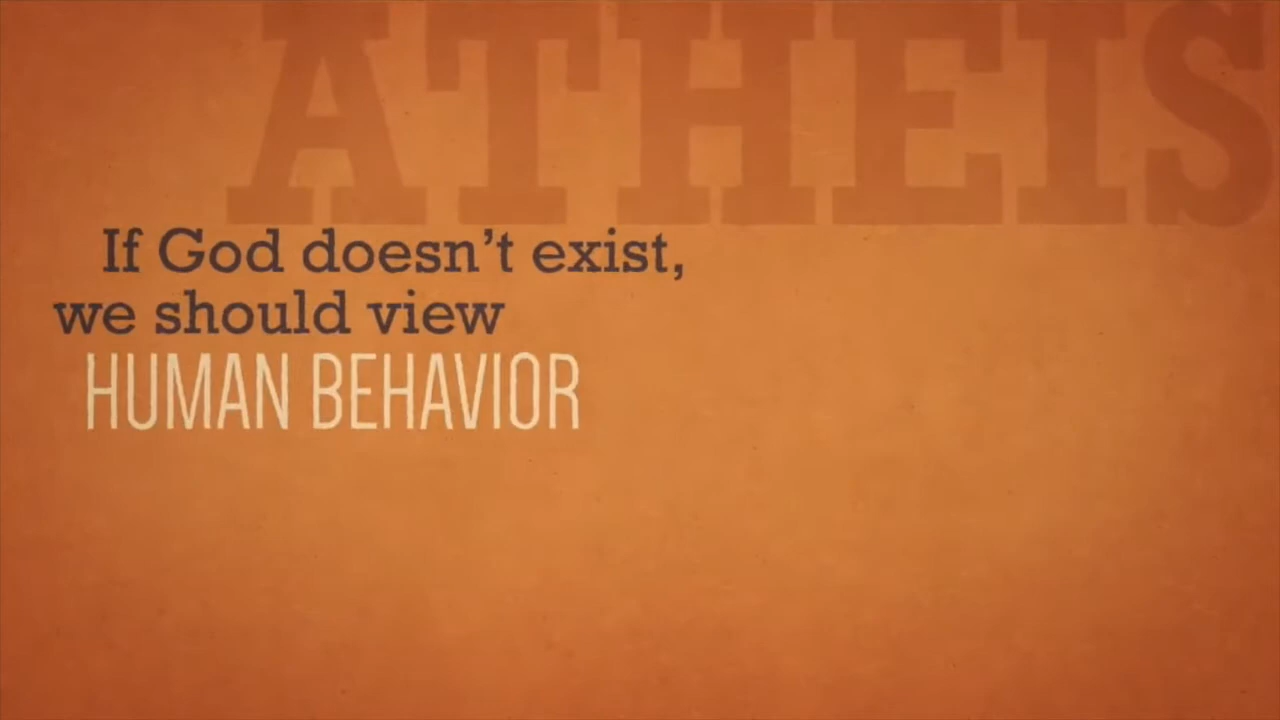 ATHEIS
If God doesn't exist,
we should view
HUMAN BEHAVIOR